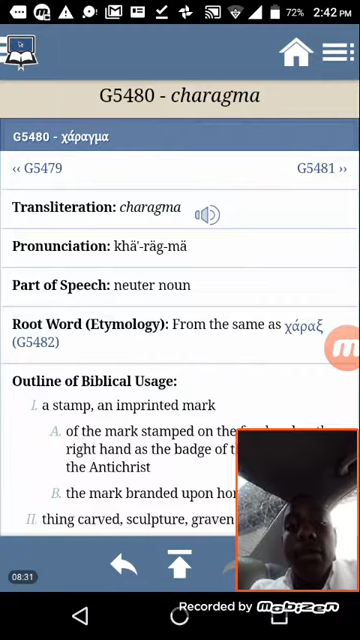 72% 2:42 PM
G5480 - charagma
G5480 - χάραγμα
‹‹ G5479 G5481 ››
Transliteration: charagma
Pronunciation: khä'-räg-mä
Part of Speech: neuter noun
Root Word (Etymology): From the same as χάραξ
(G5482)
Outline of Biblical Usage:
I. a stamp, an imprinted mark
A. of the mark stamped on the
right hand as the badge of
the Antichrist
B. the mark branded upon
II. thing carved, sculpture, graven
08:31
Recorded by mobizen